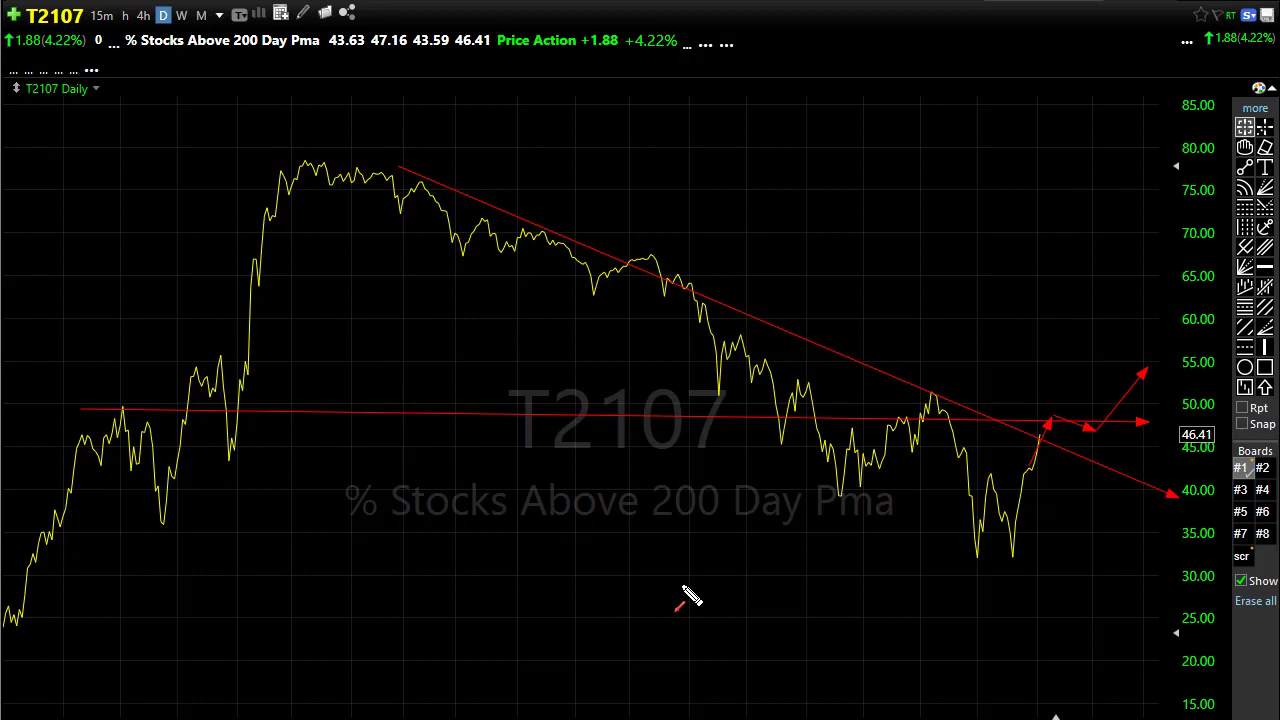 T2107 15m h 4h D W M T RT S
1.88(4.22%) 0 ... % Stocks Above 200 Day Pma 43.63 47.16 43.59 46.41 Price Action +1.88 +4.22% ... ... ... ... 1.88(4.22%)
... ... ... ... ... ...
T2107 Daily
more
85.00
80.00
75.00
70.00
65.00
60.00
55.00
50.00
46.41
45.00
40.00
35.00
30.00
25.00
20.00
15.00
T2107
% Stocks Above 200 Day Pma
T
Rpt
Snap
Boards
#1 #2
#3 #4
#5 #6
#7 #8
scr
Show
Erase all